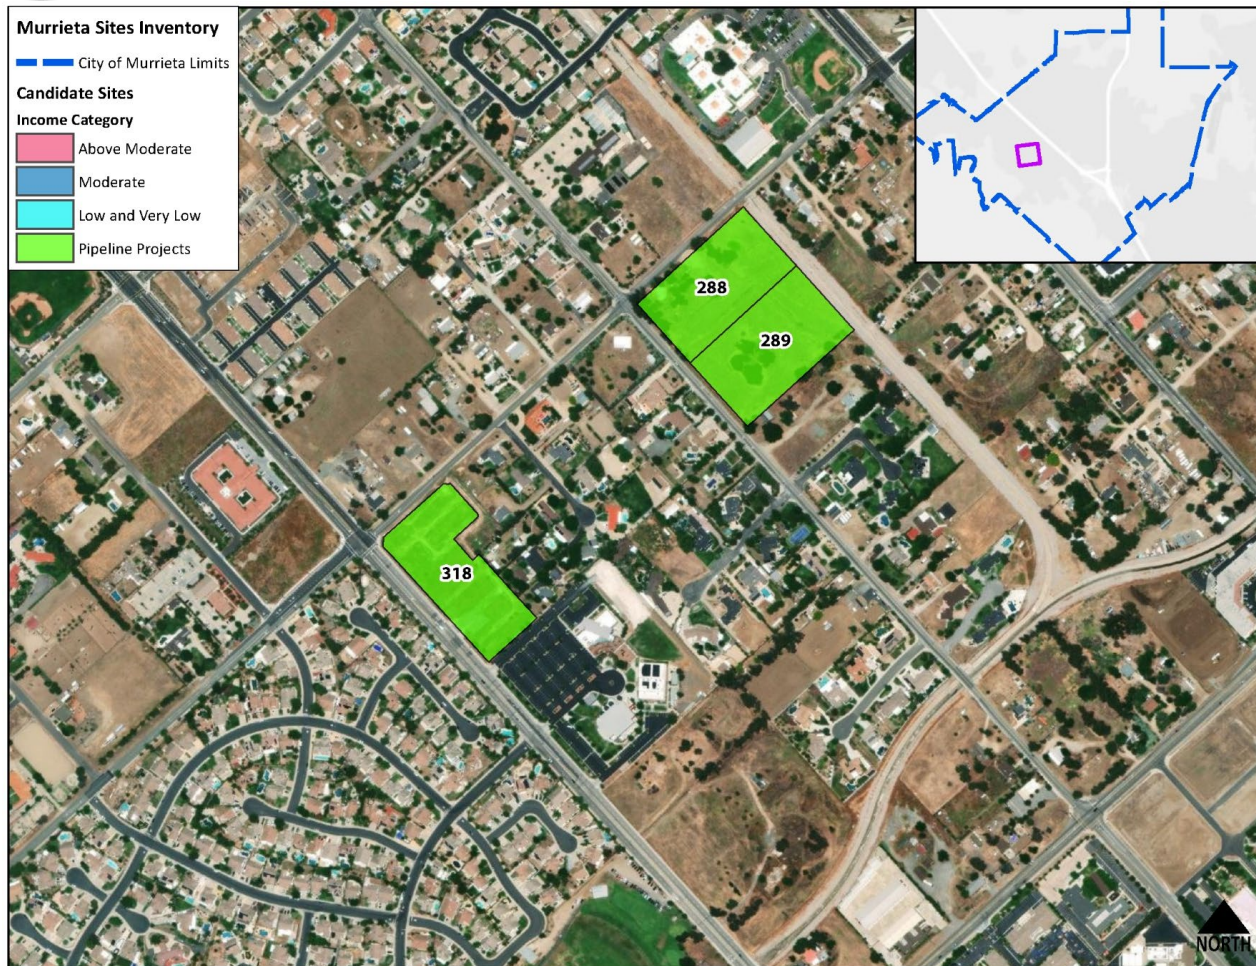 Murrieta Sites Inventory
City of Murrieta Limits
Candidate Sites
Income Category
Above Moderate
Moderate
Low and Very Low
Pipeline Projects
288
289
318
NORTH